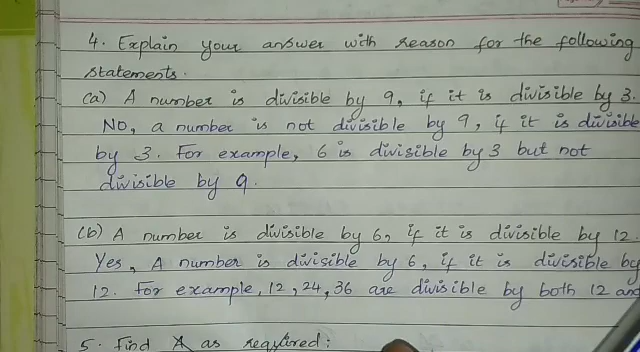 4. Explain your answer with reason for the following
statements.
(a) A number is divisible by 9, if it is divisible by 3.
NO, a number is not divisible by 9, if it is divisible
by 3. For example, 6 is divisible by 3 but not
divisible by 9.
(b) A number is divisible by 6, if it is divisible by 12.
Yes, A number is divisible by 6, if it is divisible by
12. For example, 12, 24, 36 are divisible by both 12 and
5. Find as required: